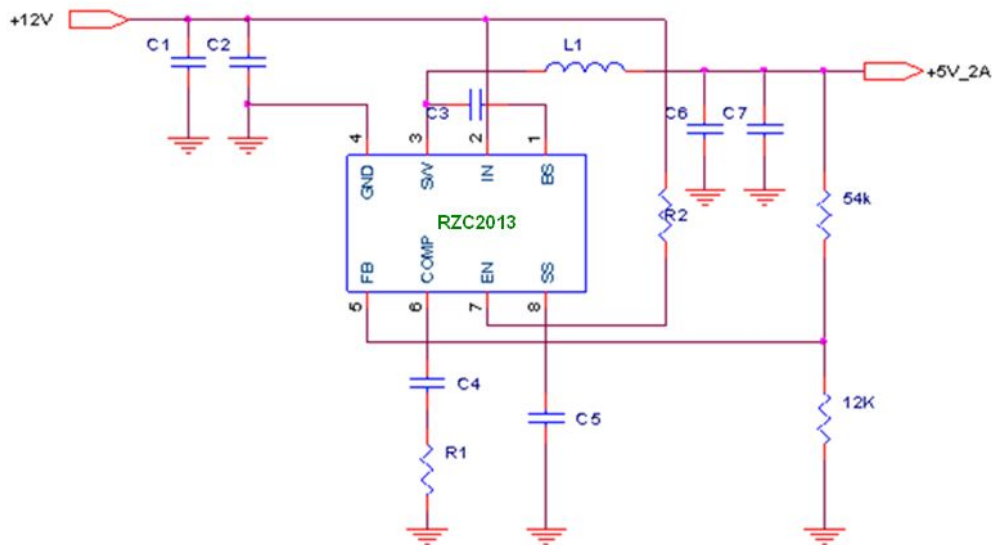 +12V
C1
C2
L1
+5V_2A
C3
C6
C7
4
3
2
1
GND
SW
IN
BS
RZC2013
R2
54k
FB
COMP
EN
SS
5
6
7
8
C4
C5
12K
R1